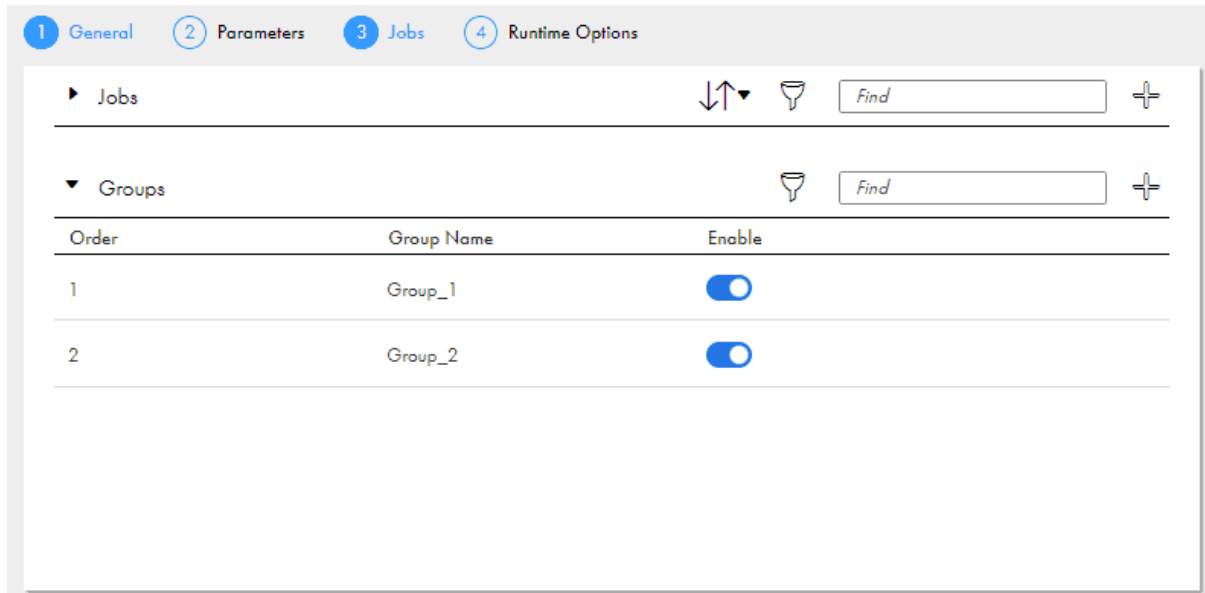 1 General 2 Parameters 3 Jobs 4 Runtime Options
Jobs Find
Groups Find
Order Group Name Enable
1 Group_1
2 Group_2